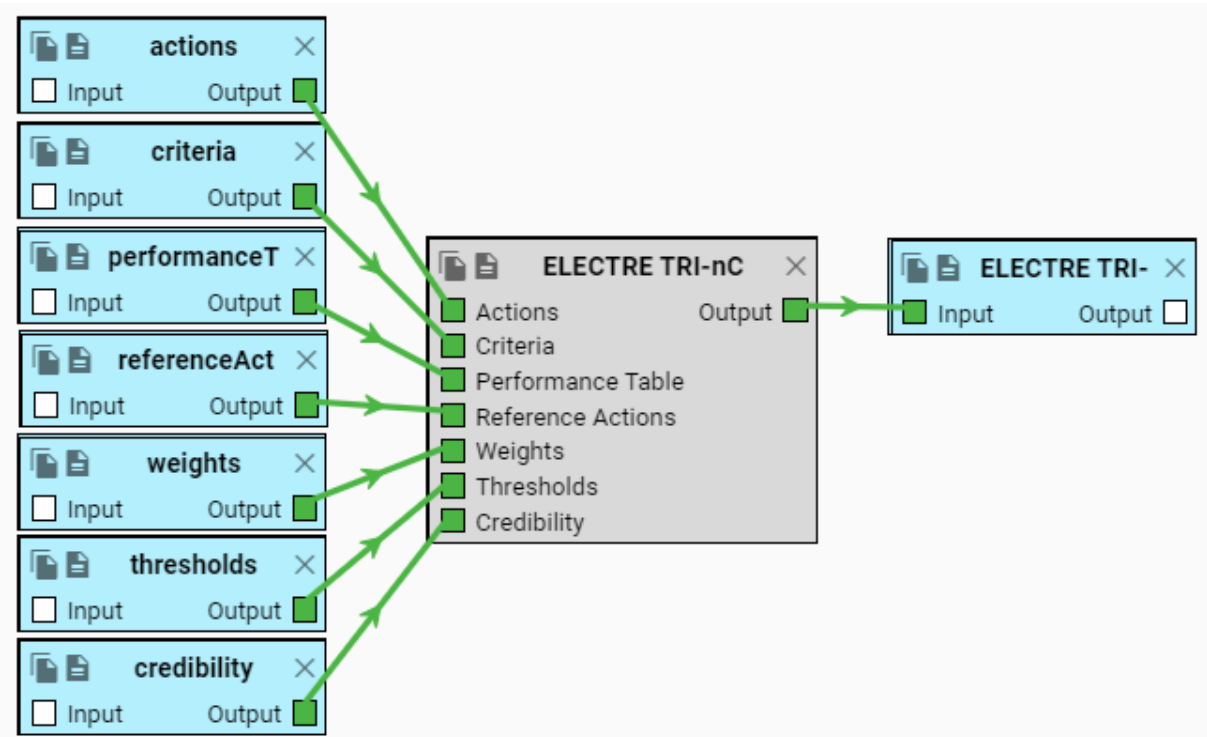 actions
Input Output
criteria
Input Output
performanceT
Input Output
referenceAct
Input Output
weights
Input Output
thresholds
Input Output
credibility
Input Output
ELECTRE TRI-nC
Actions Output
Criteria
Performance Table
Reference Actions
Weights
Thresholds
Credibility
ELECTRE TRI-
Input Output